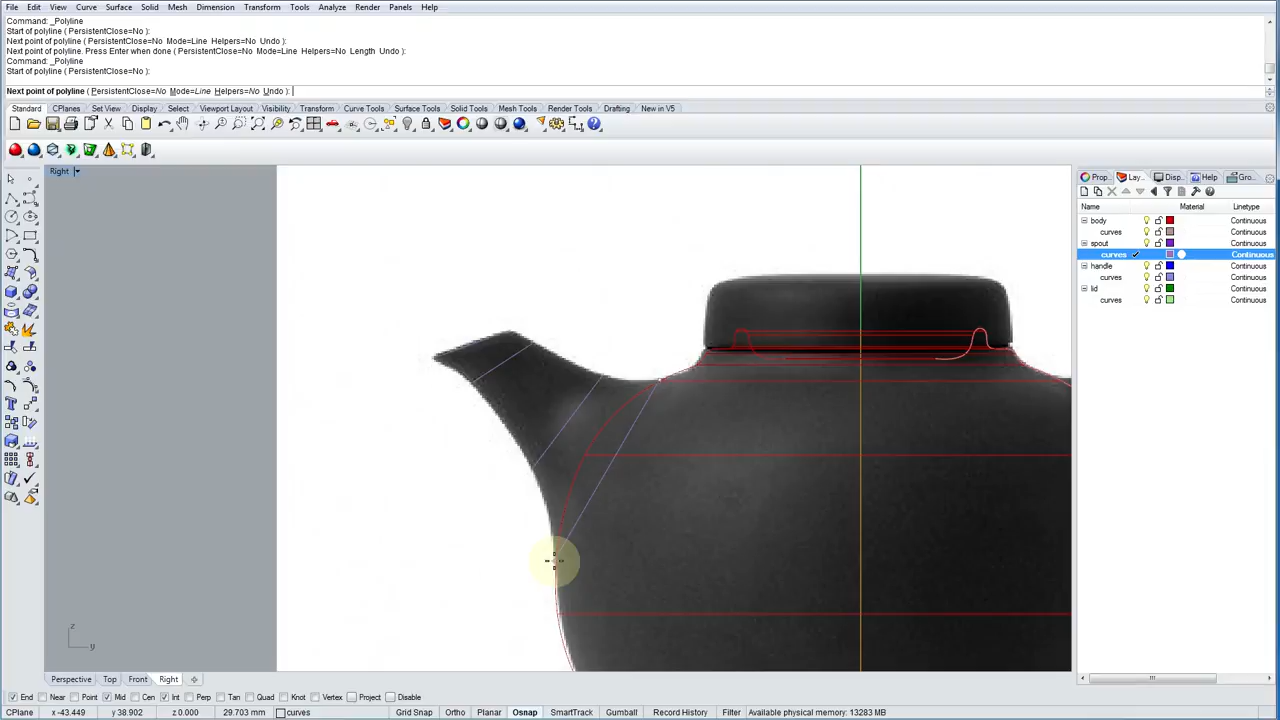 File Edit View Curve Surface Solid Mesh Dimension Transform Tools Analyze Render Panels Help
Command: _Polyline
Start of polyline ( PersistentClose=No ):
Next point of polyline ( PersistentClose=No Mode=Line Helpers=No Undo ):
Next point of polyline. Press Enter when done ( PersistentClose=No Mode=Line Helpers=No Length Undo ):
Command: _Polyline
Start of polyline ( PersistentClose=No ):
Next point of polyline ( PersistentClose=No Mode=Line Helpers=No Undo ):
Standard CPlanes Set View Display Select Viewport Layout Visibility Transform Curve Tools Surface Tools Solid Tools Mesh Tools Render Tools Drafting New in V5
Right
Prop... Lay... Disp... Help Gro...
Name Material Linetype
body Continuous
curves Continuous
spout Continuous
curves Continuous
handle Continuous
curves Continuous
lid Continuous
curves Continuous
z
y
Perspective Top Front Right
End Near Point Mid Cen Int Perp Tan Quad Knot Vertex Project Disable
CPlane x -43.449 y 38.902 z 0.000 29.703 mm curves Grid Snap Ortho Planar Osnap SmartTrack Gumball Record History Filter Available physical memory: 13283 MB